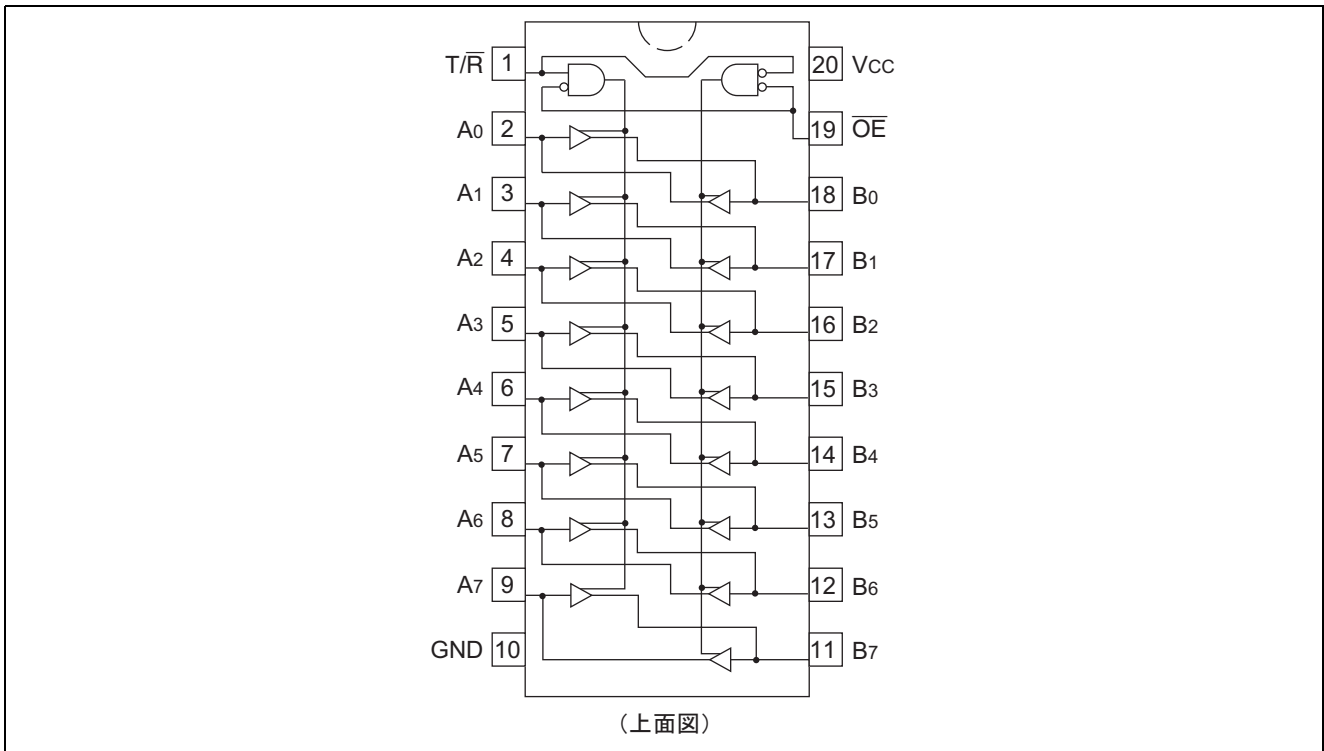 T/R̅ 1 20 VCC
A0 2 19 O̅E̅
A1 3 18 B0
A2 4 17 B1
A3 5 16 B2
A4 6 15 B3
A5 7 14 B4
A6 8 13 B5
A7 9 12 B6
GND 10 11 B7
(上面図)